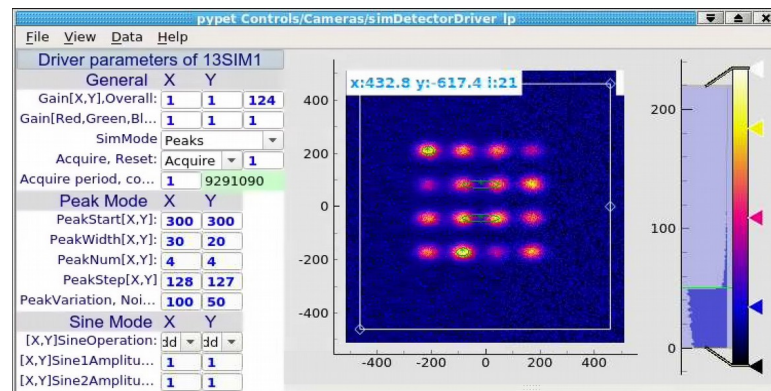 pypet Controls/Cameras/simDetectorDriver_lp
File View Data Help
Driver parameters of 13SIM1
General X Y
Gain[X,Y],Overall: 1 1 124
Gain[Red,Green,Bl... 1 1 1
SimMode Peaks
Acquire, Reset: Acquire 1
Acquire period, co... 1 9291090
Peak Mode X Y
PeakStart[X,Y]: 300 300
PeakWidth[X,Y]: 30 20
PeakNum[X,Y]: 4 4
PeakStep[X,Y] 128 127
PeakVariation, Noi... 100 50
Sine Mode X Y
[X,Y]SineOperation: dd dd
[X,Y]Sine1Amplitu... 1 1
[X,Y]Sine2Amplitu... 1 1
x:432.8 y:-617.4 i:21
400
200
0
-200
-400
-400 -200 0 200 400
200
100
0